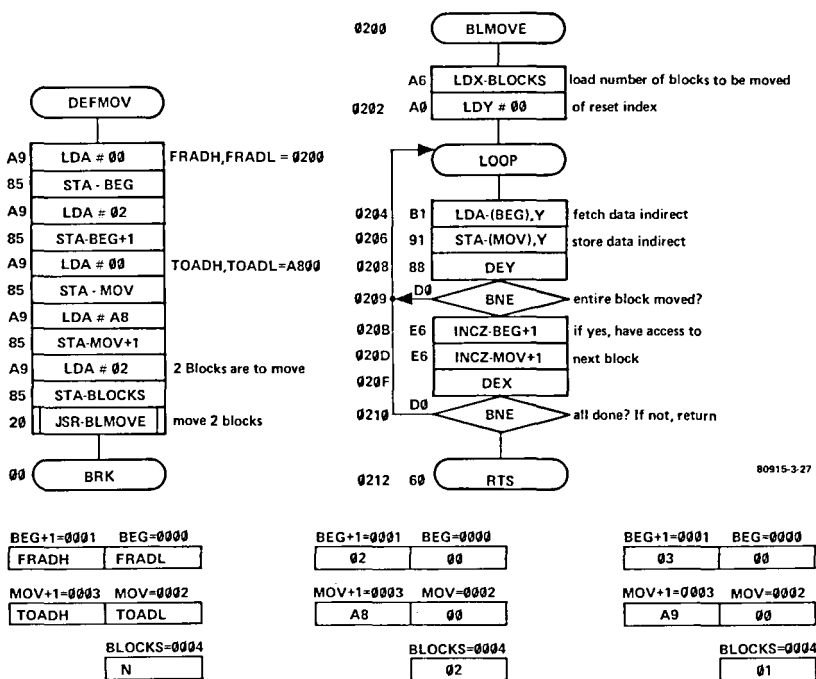 DEFMOV
A9 LDA # 00 FRADH,FRADL = 0200
85 STA - BEG
A9 LDA # 02
85 STA-BEG+1
A9 LDA # 00 TOADH,TOADL=A800
85 STA - MOV
A9 LDA # A8
85 STA-MOV+1
A9 LDA # 02 2 Blocks are to move
85 STA-BLOCKS
20 JSR-BLMOVE move 2 blocks
00 BRK
0200 BLMOVE
A6 LDX-BLOCKS load number of blocks to be moved
0202 A0 LDY # 00 of reset index
LOOP
0204 B1 LDA-(BEG),Y fetch data indirect
0206 91 STA-(MOV),Y store data indirect
0208 88 DEY
0209 D0 BNE entire block moved?
020B E6 INCZ-BEG+1 if yes, have access to
020D E6 INCZ-MOV+1 next block
020F DEX
0210 D0 BNE all done? If not, return
0212 60 RTS
80915-3-27
BEG+1=0001 BEG=0000
FRADH FRADL
MOV+1=0003 MOV=0002
TOADH TOADL
BLOCKS=0004
N
BEG+1=0001 BEG=0000
02 00
MOV+1=0003 MOV=0002
A8 00
BLOCKS=0004
02
BEG+1=0001 BEG=0000
03 00
MOV+1=0003 MOV=0002
A9 00
BLOCKS=0004
01